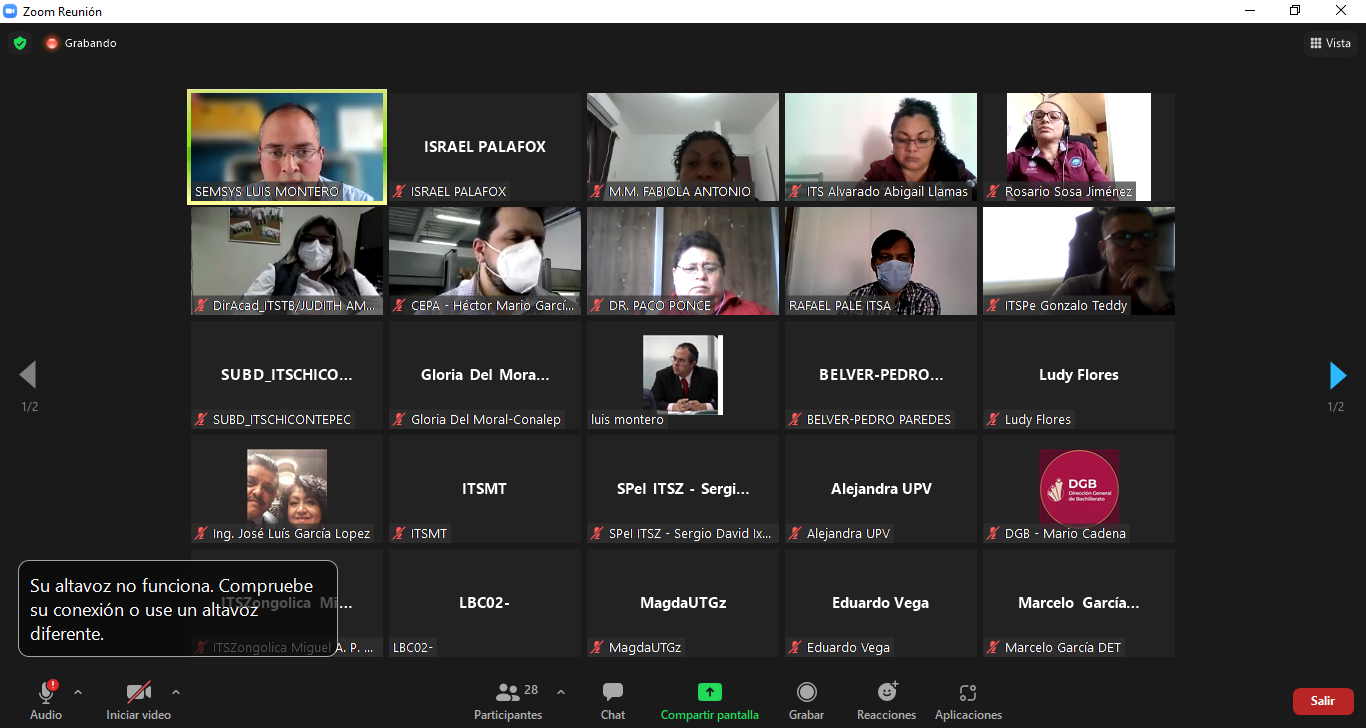 Zoom Reunión
Grabando
Vista
SEMSYS LUIS MONTERO
ISRAEL PALAFOX
ISRAEL PALAFOX
M.M. FABIOLA ANTONIO
ITS Alvarado Abigail Llamas
Rosario Sosa Jiménez
DirAcad_ITSTB/JUDITH AM...
CEPA - Héctor Mario Garcí...
DR. PACO PONCE
RAFAEL PALE ITSA
ITSPe Gonzalo Teddy
SUBD_ITSCHICO...
SUBD_ITSCHICONTEPEC
Gloria Del Mora...
Gloria Del Moral-Conalep
luis montero
BELVER-PEDRO...
BELVER-PEDRO PAREDES
Ludy Flores
Ludy Flores
1/2
1/2
Ing. José Luís García Lopez
ITSMT
ITSMT
SPeI ITSZ - Sergi...
SPeI ITSZ - Sergio David Ix...
Alejandra UPV
Alejandra UPV
DGB
Dirección General
de Bachillerato
DGB - Mario Cadena
Su altavoz no funciona. Compruebe
su conexión o use un altavoz
diferente.
ITSZongolica Mi...
ITSZongolica Miguel A. P. ...
LBC02-
LBC02-
MagdaUTGz
MagdaUTGz
Eduardo Vega
Eduardo Vega
Marcelo García...
Marcelo García DET
Audio
Iniciar video
28
Participantes
Chat
Compartir pantalla
Grabar
Reacciones
Aplicaciones
Salir